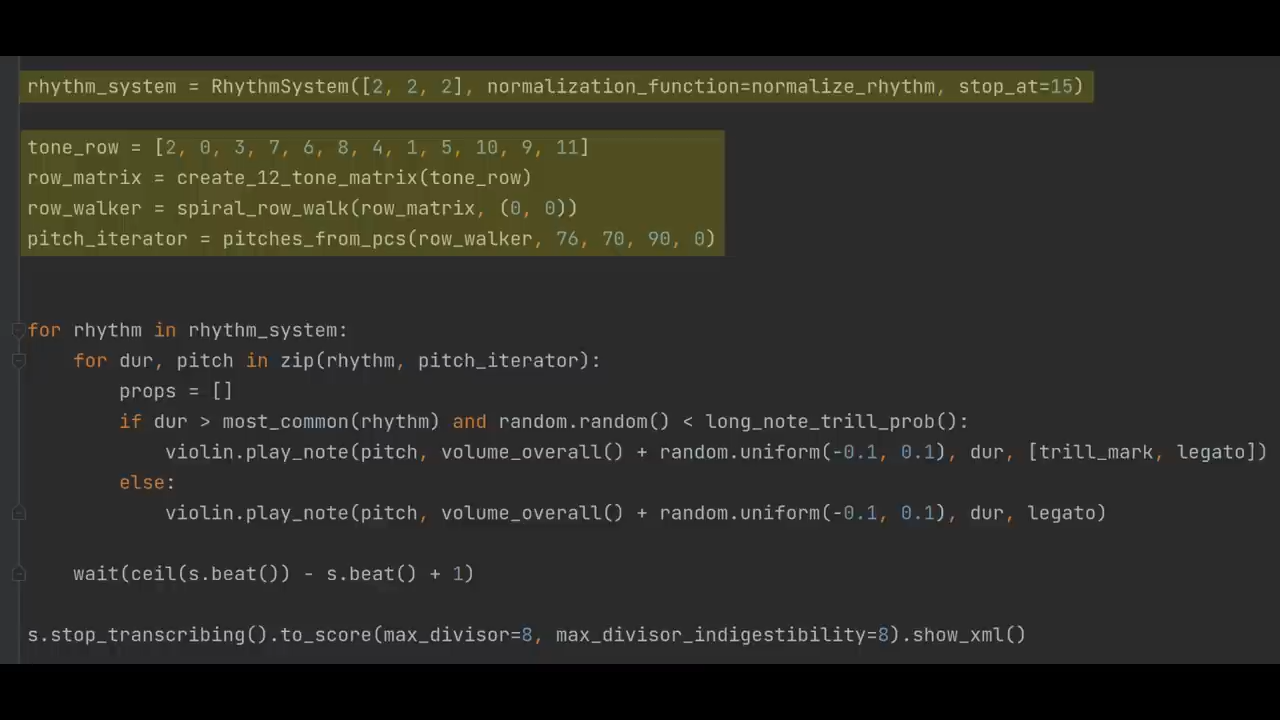 rhythm_system = RhythmSystem([2, 2, 2], normalization_function=normalize_rhythm, stop_at=15)
tone_row = [2, 0, 3, 7, 6, 8, 4, 1, 5, 10, 9, 11]
row_matrix = create_12_tone_matrix(tone_row)
row_walker = spiral_row_walk(row_matrix, (0, 0))
pitch_iterator = pitches_from_pcs(row_walker, 76, 70, 90, 0)
for rhythm in rhythm_system:
    for dur, pitch in zip(rhythm, pitch_iterator):
        props = []
        if dur > most_common(rhythm) and random.random() < long_note_trill_prob():
            violin.play_note(pitch, volume_overall() + random.uniform(-0.1, 0.1), dur, [trill_mark, legato])
        else:
            violin.play_note(pitch, volume_overall() + random.uniform(-0.1, 0.1), dur, legato)
    wait(ceil(s.beat()) - s.beat() + 1)
s.stop_transcribing().to_score(max_divisor=8, max_divisor_indigestibility=8).show_xml()